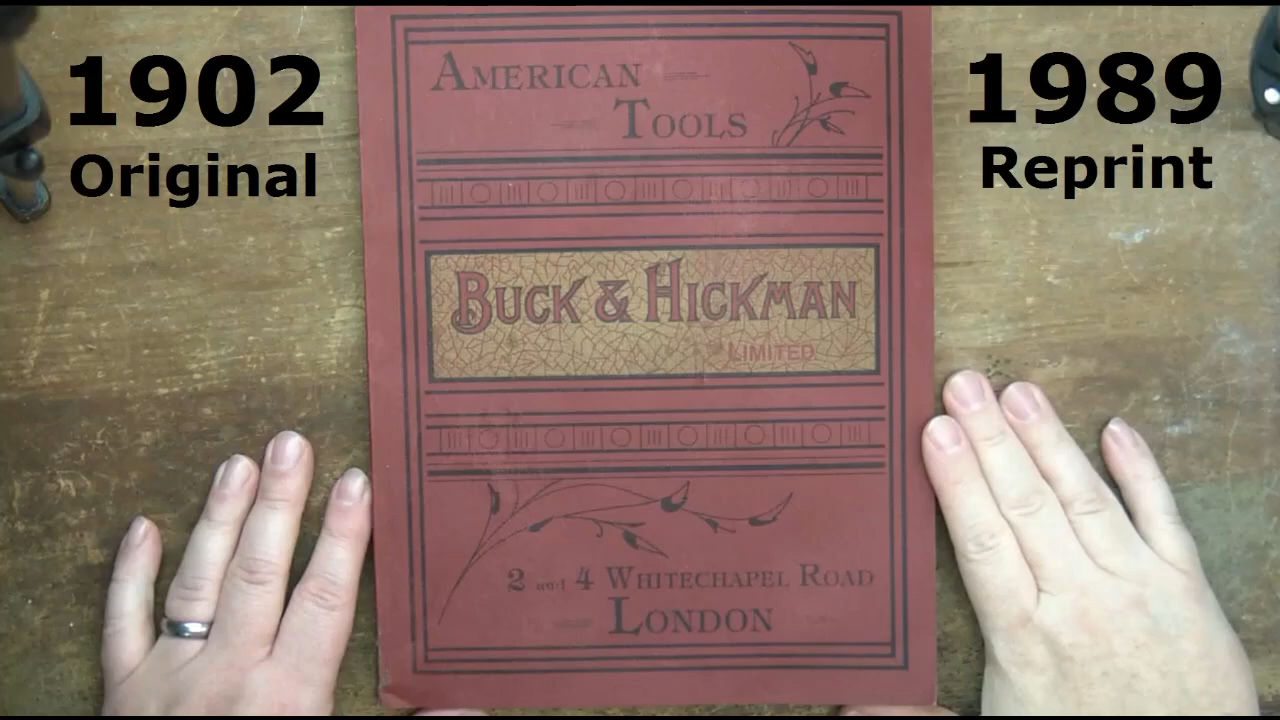 1902
Original
1989
Reprint
AMERICAN
TOOLS
BUCK & HICKMAN
LIMITED
2 and 4 WHITECHAPEL ROAD
LONDON